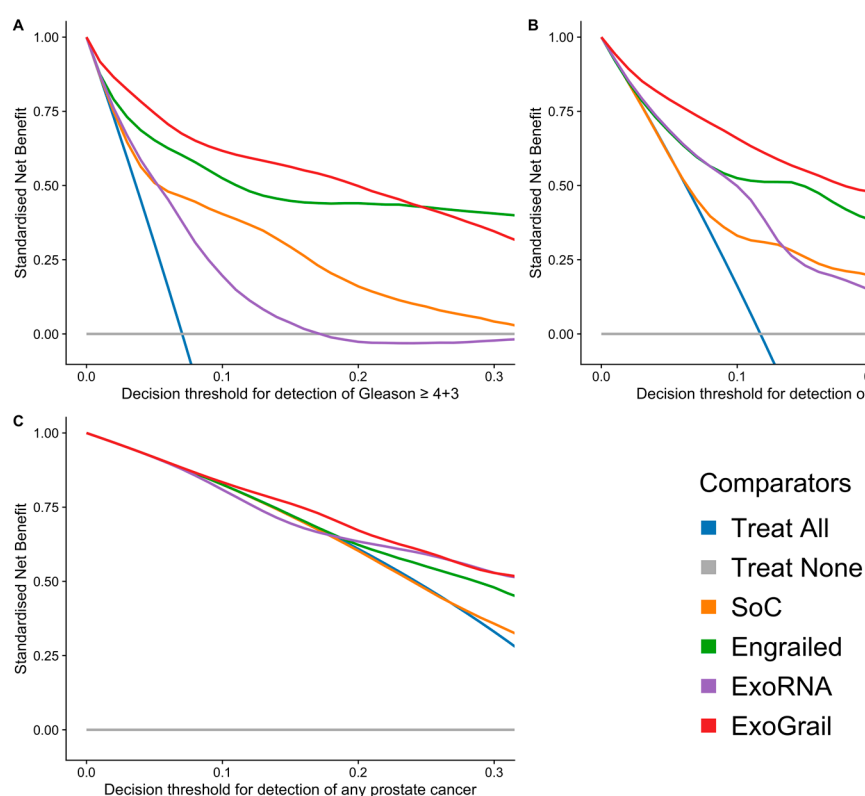 A
1.00
0.75
0.50
0.25
0.00
Standardised Net Benefit
0.0
0.1
0.2
0.3
Decision threshold for detection of Gleason ≥ 4+3
B
1.00
0.75
0.50
0.25
0.00
Standardised Net Benefit
0.0
0.1
Decision threshold for detection o
C
1.00
0.75
0.50
0.25
0.00
Standardised Net Benefit
0.0
0.1
0.2
0.3
Decision threshold for detection of any prostate cancer
Comparators
Treat All
Treat None
SoC
Engrailed
ExoRNA
ExoGrail